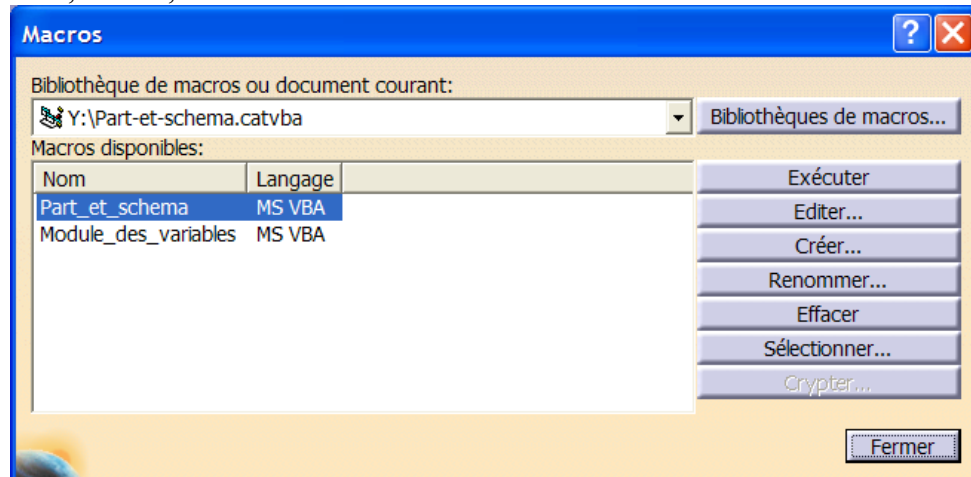 Macros
Bibliothèque de macros ou document courant:
Y:\Part-et-schema.catvba
Bibliothèques de macros...
Macros disponibles:
Nom Langage
Exécuter
Part_et_schema MS VBA
Editer...
Module_des_variables MS VBA
Créer...
Renommer...
Effacer
Sélectionner...
Crypter...
Fermer